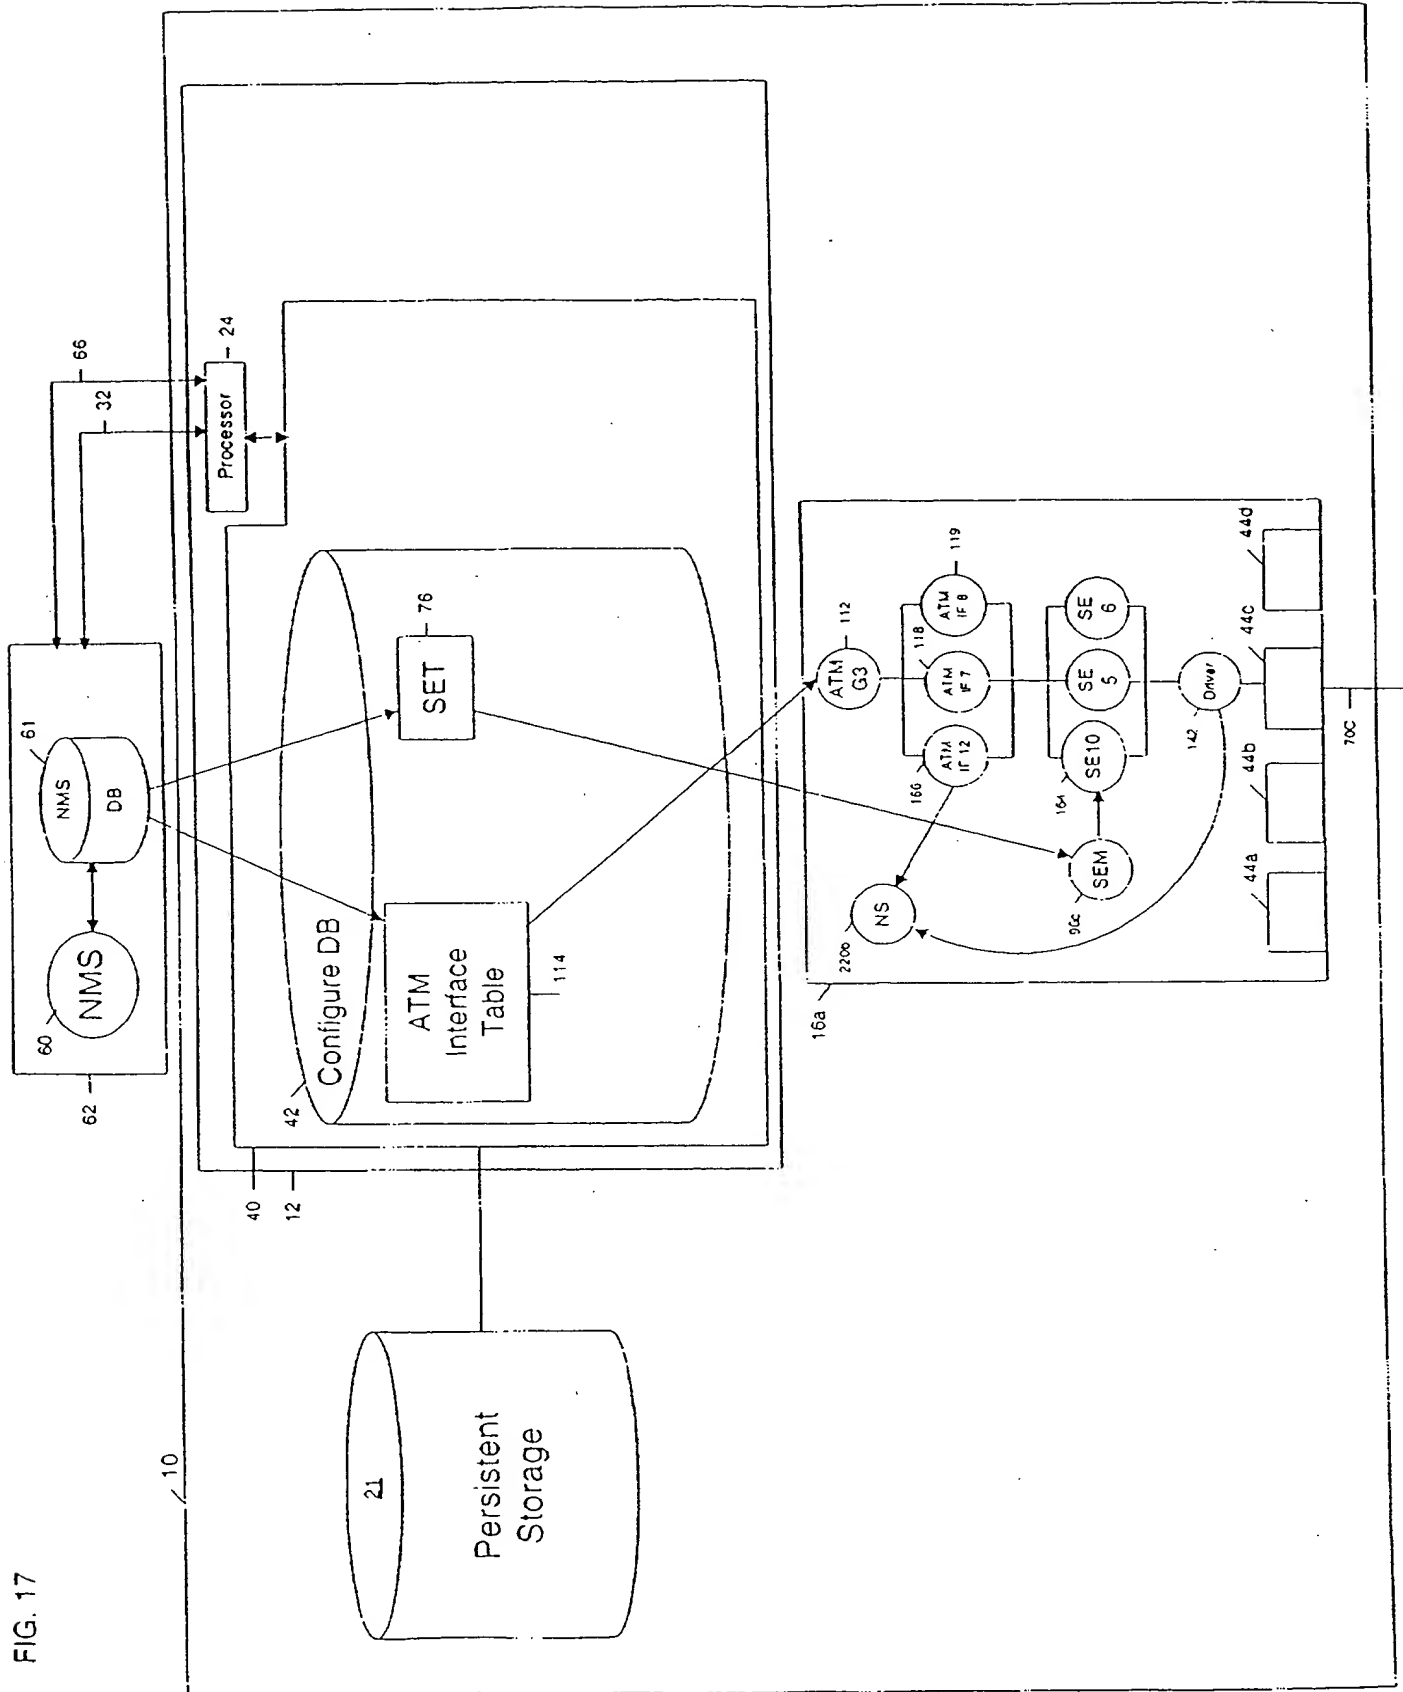 FIG. 17
10
21
Persistent
Storage
62
60
NMS
61
NMS
DB
66
32
24
Processor
40
12
42
Configure DB
ATM
Interface
Table
114
SET
76
16a
220b
NS
ATM
G3
112
166
ATM
IF 12
118
ATM
IF 7
ATM
IF 8
119
SEM
96c
164
SE10
SE
5
SE
6
142
Driver
44a
44b
44c
44d
70C